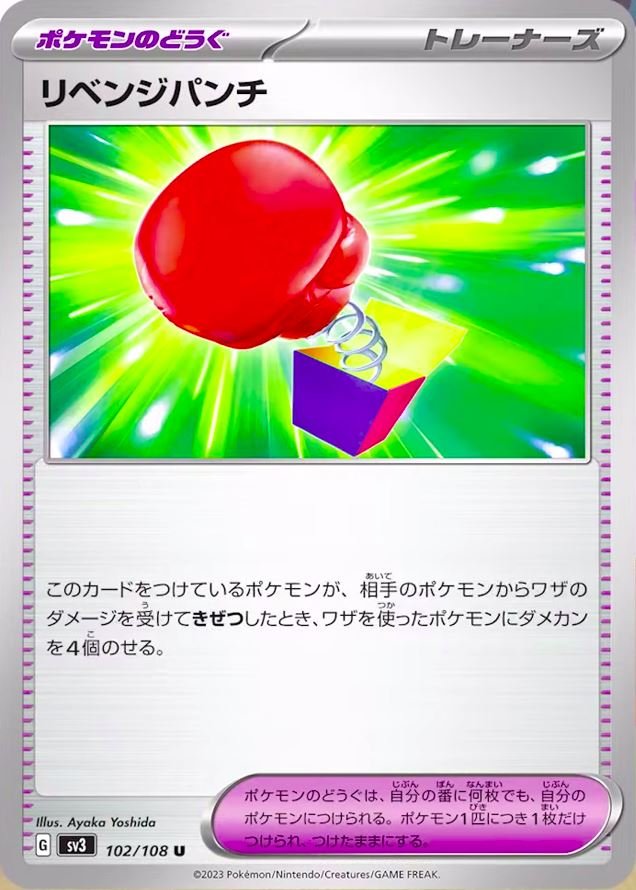 ポケモンのどうぐ トレーナーズ
リベンジパンチ
このカードをつけているポケモンが、相手のポケモンからワザの
ダメージを受けてきぜつしたとき、ワザを使ったポケモンにダメカン
を4個のせる。
ポケモンのどうぐは、自分の番に何枚でも、自分の
ポケモンにつけられる。ポケモン1匹につき1枚だけ
つけられ、つけたままにする。
Illus. Ayaka Yoshida
G sv3 102/108 U
©2023 Pokémon/Nintendo/Creatures/GAME FREAK.